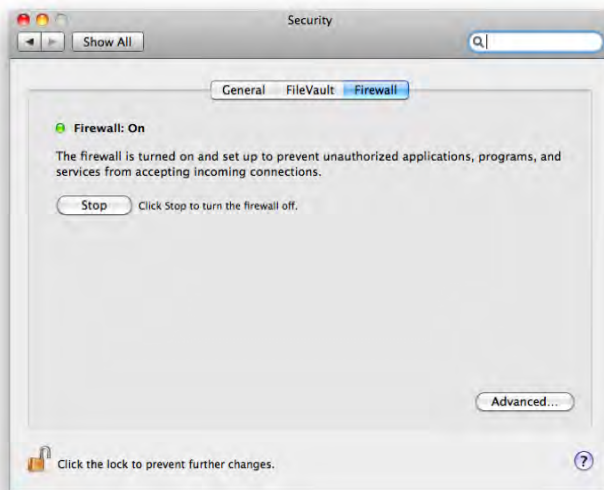 Security
Show All
General FileVault Firewall
Firewall: On
The firewall is turned on and set up to prevent unauthorized applications, programs, and
services from accepting incoming connections.
Stop Click Stop to turn the firewall off.
Advanced...
Click the lock to prevent further changes. ?